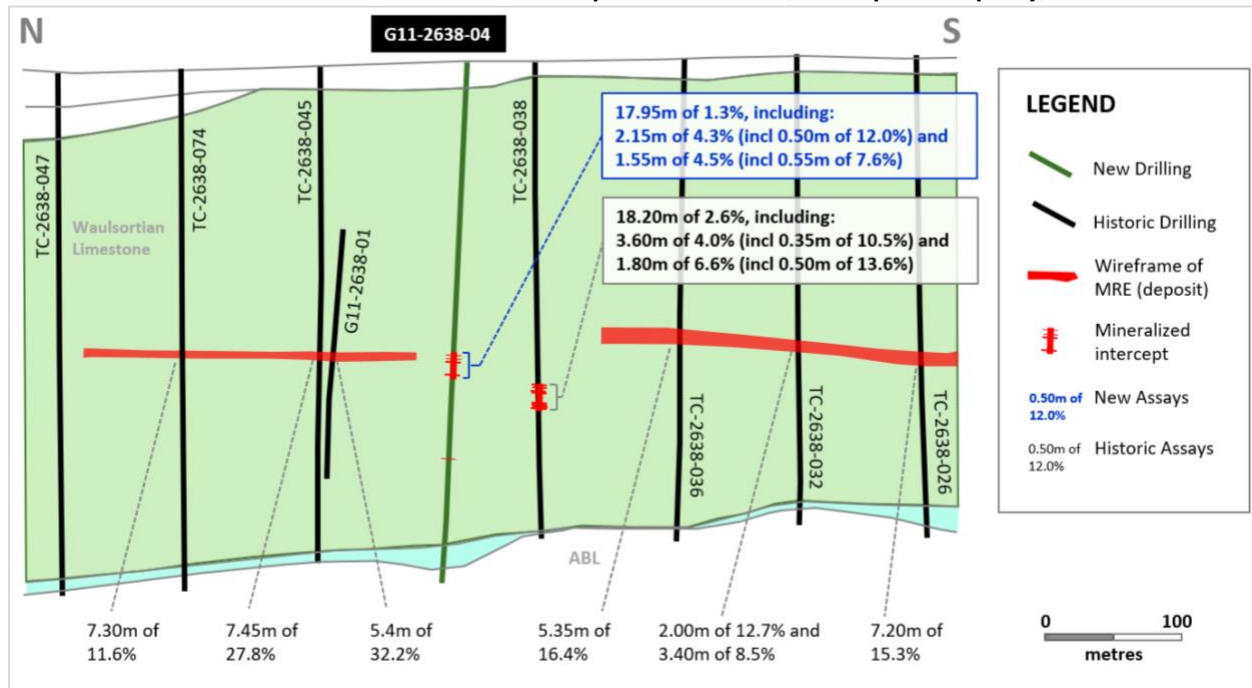 N
G11-2638-04
S
TC-2638-047
TC-2638-074
TC-2638-045
G11-2638-01
TC-2638-038
Waulsortian
Limestone
17.95m of 1.3%, including:
2.15m of 4.3% (incl 0.50m of 12.0%) and
1.55m of 4.5% (incl 0.55m of 7.6%)
18.20m of 2.6%, including:
3.60m of 4.0% (incl 0.35m of 10.5%) and
1.80m of 6.6% (incl 0.50m of 13.6%)
TC-2638-036
TC-2638-032
TC-2638-026
ABL
7.30m of
11.6%
7.45m of
27.8%
5.4m of
32.2%
5.35m of
16.4%
2.00m of 12.7% and
3.40m of 8.5%
7.20m of
15.3%
LEGEND
New Drilling
Historic Drilling
Wireframe of
MRE (deposit)
Mineralized
intercept
0.50m of
12.0%
New Assays
0.50m of
12.0%
Historic Assays
0 100
metres